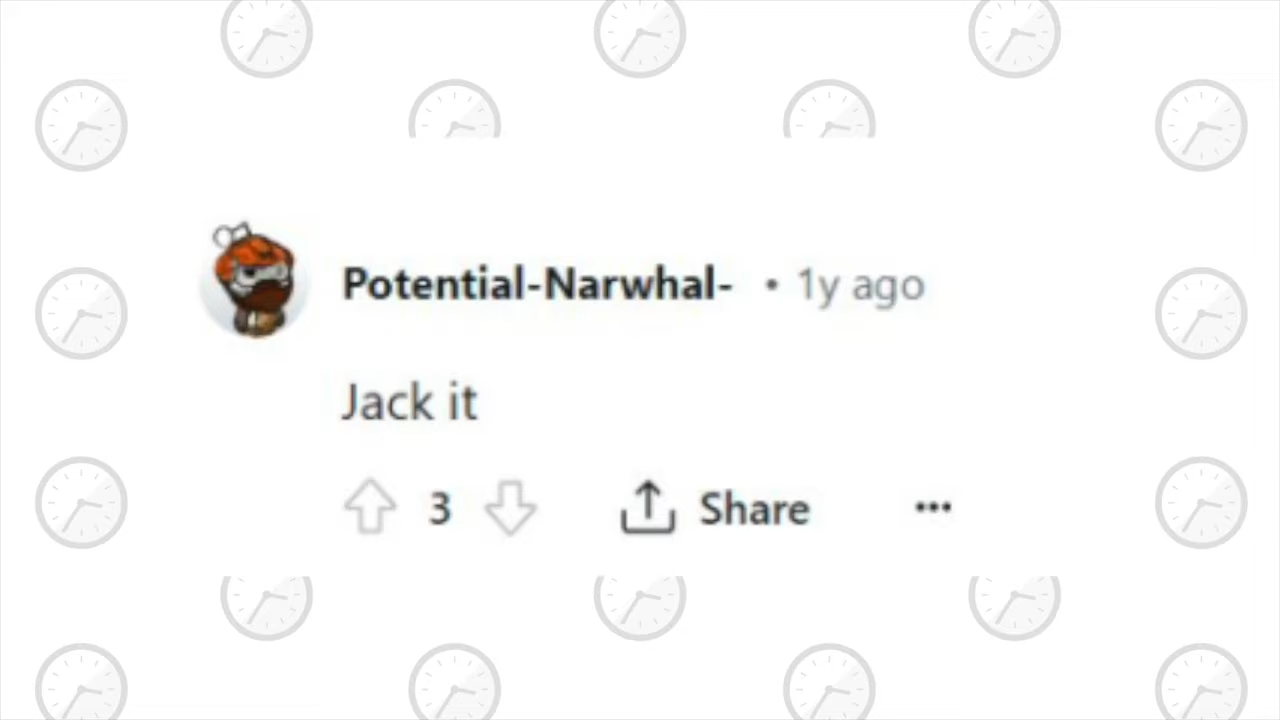 Potential-Narwhal- • 1y ago
Jack it
3 Share ...